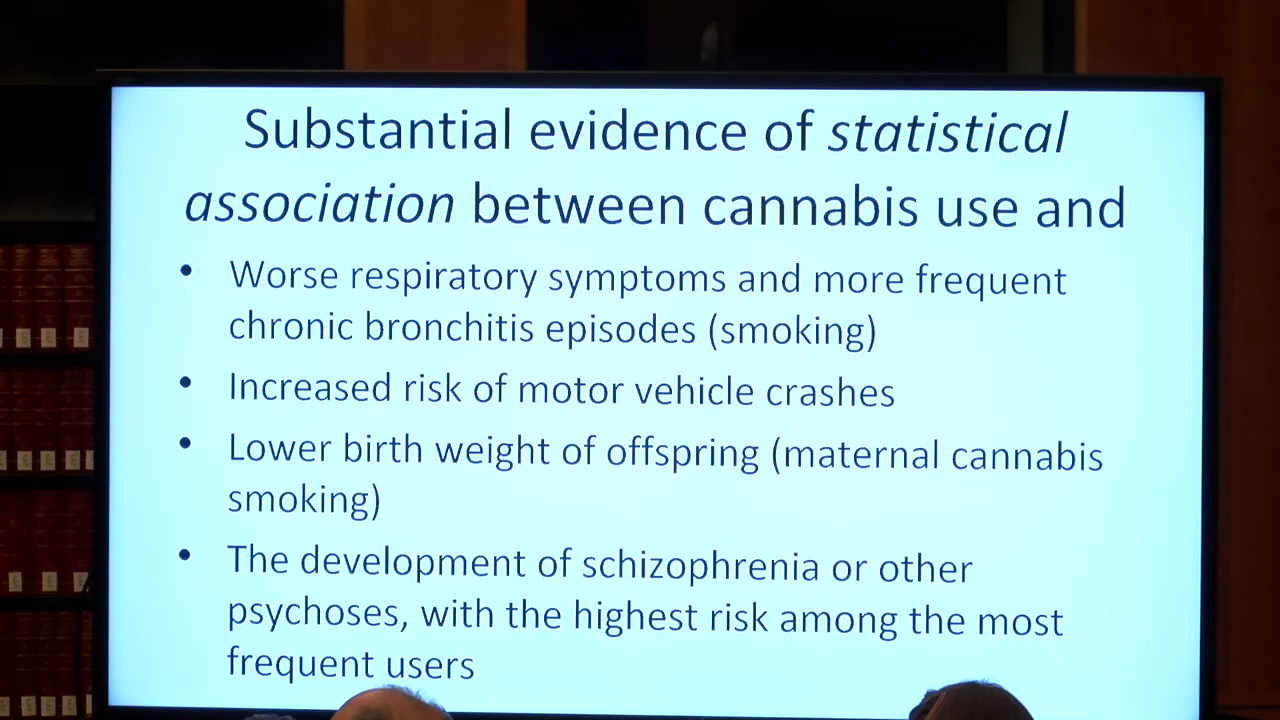 Substantial evidence of statistical
association between cannabis use and
• Worse respiratory symptoms and more frequent
chronic bronchitis episodes (smoking)
• Increased risk of motor vehicle crashes
• Lower birth weight of offspring (maternal cannabis
smoking)
• The development of schizophrenia or other
psychoses, with the highest risk among the most
frequent users